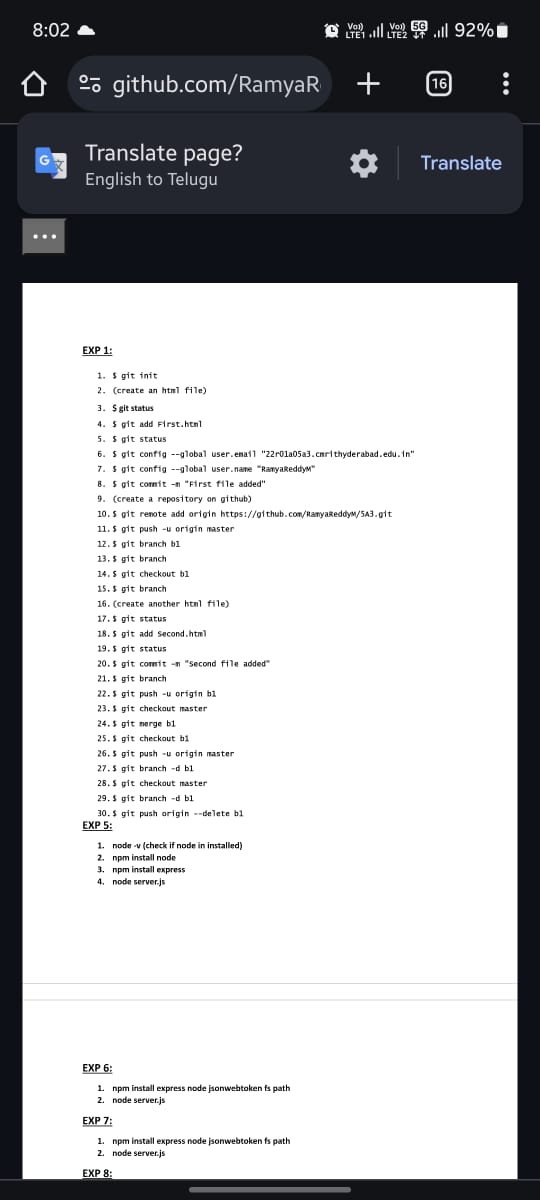 8:02
Vo)) LTE1
Vo)) LTE2
5G
92%
github.com/RamyaR
16
Translate page?
English to Telugu
Translate
EXP 1:
1. $ git init
2. (create an html file)
3. $ git status
4. $ git add First.html
5. $ git status
6. $ git config --global user.email "22r01a05a3.cmrithyderabad.edu.in"
7. $ git config --global user.name "RamyaReddyM"
8. $ git commit -m "First file added"
9. (create a repository on github)
10. $ git remote add origin https://github.com/RamyaReddyM/5A3.git
11. $ git push -u origin master
12. $ git branch b1
13. $ git branch
14. $ git checkout b1
15. $ git branch
16. (create another html file)
17. $ git status
18. $ git add Second.html
19. $ git status
20. $ git commit -m "Second file added"
21. $ git branch
22. $ git push -u origin b1
23. $ git checkout master
24. $ git merge b1
25. $ git checkout b1
26. $ git push -u origin master
27. $ git branch -d b1
28. $ git checkout master
29. $ git branch -d b1
30. $ git push origin --delete b1
EXP 5:
1. node -v (check if node in installed)
2. npm install node
3. npm install express
4. node server.js
EXP 6:
1. npm install express node jsonwebtoken fs path
2. node server.js
EXP 7:
1. npm install express node jsonwebtoken fs path
2. node server.js
EXP 8: